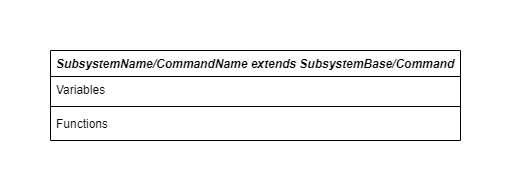 SubsystemName/CommandName extends SubsystemBase/Command
Variables
Functions